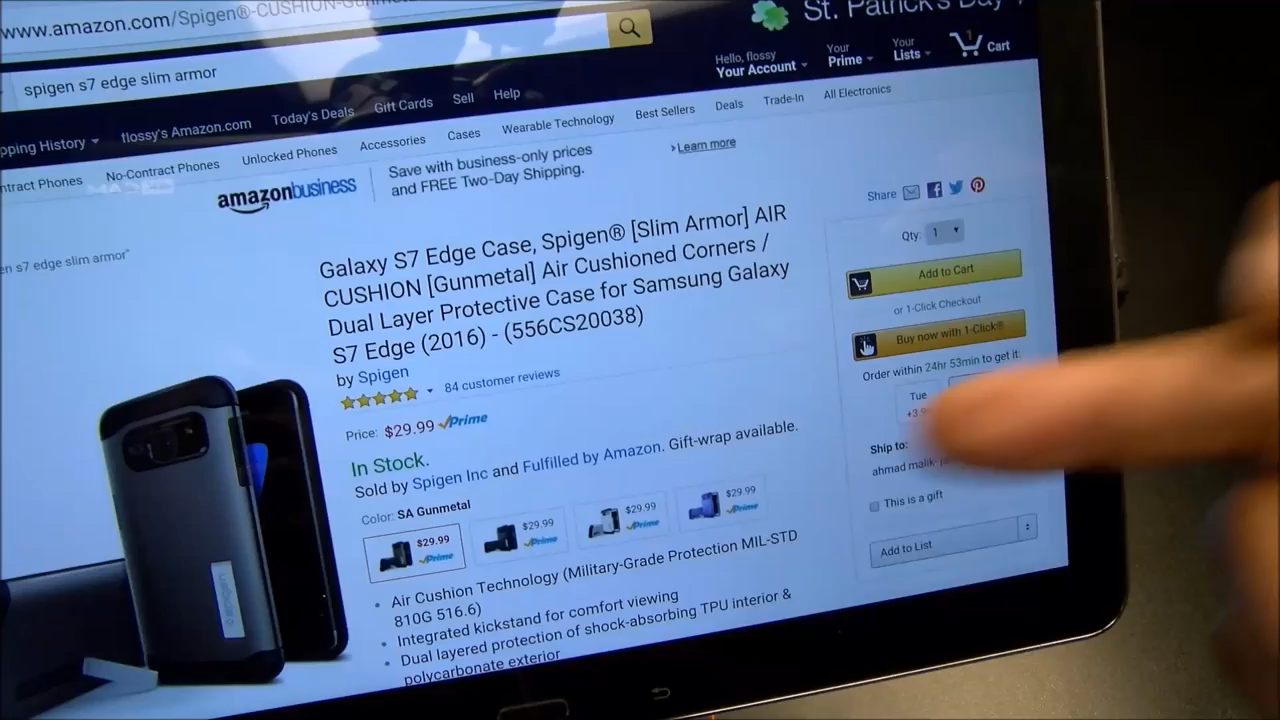 www.amazon.com/Spigen®-CUSHION-Gunmetal
St. Patrick's Day
spigen s7 edge slim armor
Hello, flossy
Your Account
Your
Prime
Your
Lists
1
Cart
pping History
flossy's Amazon.com
Today's Deals
Gift Cards
Sell
Help
ntract Phones
No-Contract Phones
Unlocked Phones
Accessories
Cases
Wearable Technology
Best Sellers
Deals
Trade-In
All Electronics
amazonbusiness
Save with business-only prices
and FREE Two-Day Shipping.
Learn more
en s7 edge slim armor"
Share
Galaxy S7 Edge Case, Spigen® [Slim Armor] AIR
CUSHION [Gunmetal] Air Cushioned Corners /
Dual Layer Protective Case for Samsung Galaxy
S7 Edge (2016) - (556CS20038)
by Spigen
84 customer reviews
Price: $29.99 Prime
In Stock.
Sold by Spigen Inc and Fulfilled by Amazon. Gift-wrap available.
Color: SA Gunmetal
$29.99
Prime
$29.99
Prime
$29.99
Prime
$29.99
Prime
Air Cushion Technology (Military-Grade Protection MIL-STD
810G 516.6)
Integrated kickstand for comfort viewing
Dual layered protection of shock-absorbing TPU interior &
polycarbonate exterior
Qty: 1
Add to Cart
or 1-Click Checkout
Buy now with 1-Click®
Order within 24hr 53min to get it:
Tue
Ship to:
ahmad malik
This is a gift
Add to List